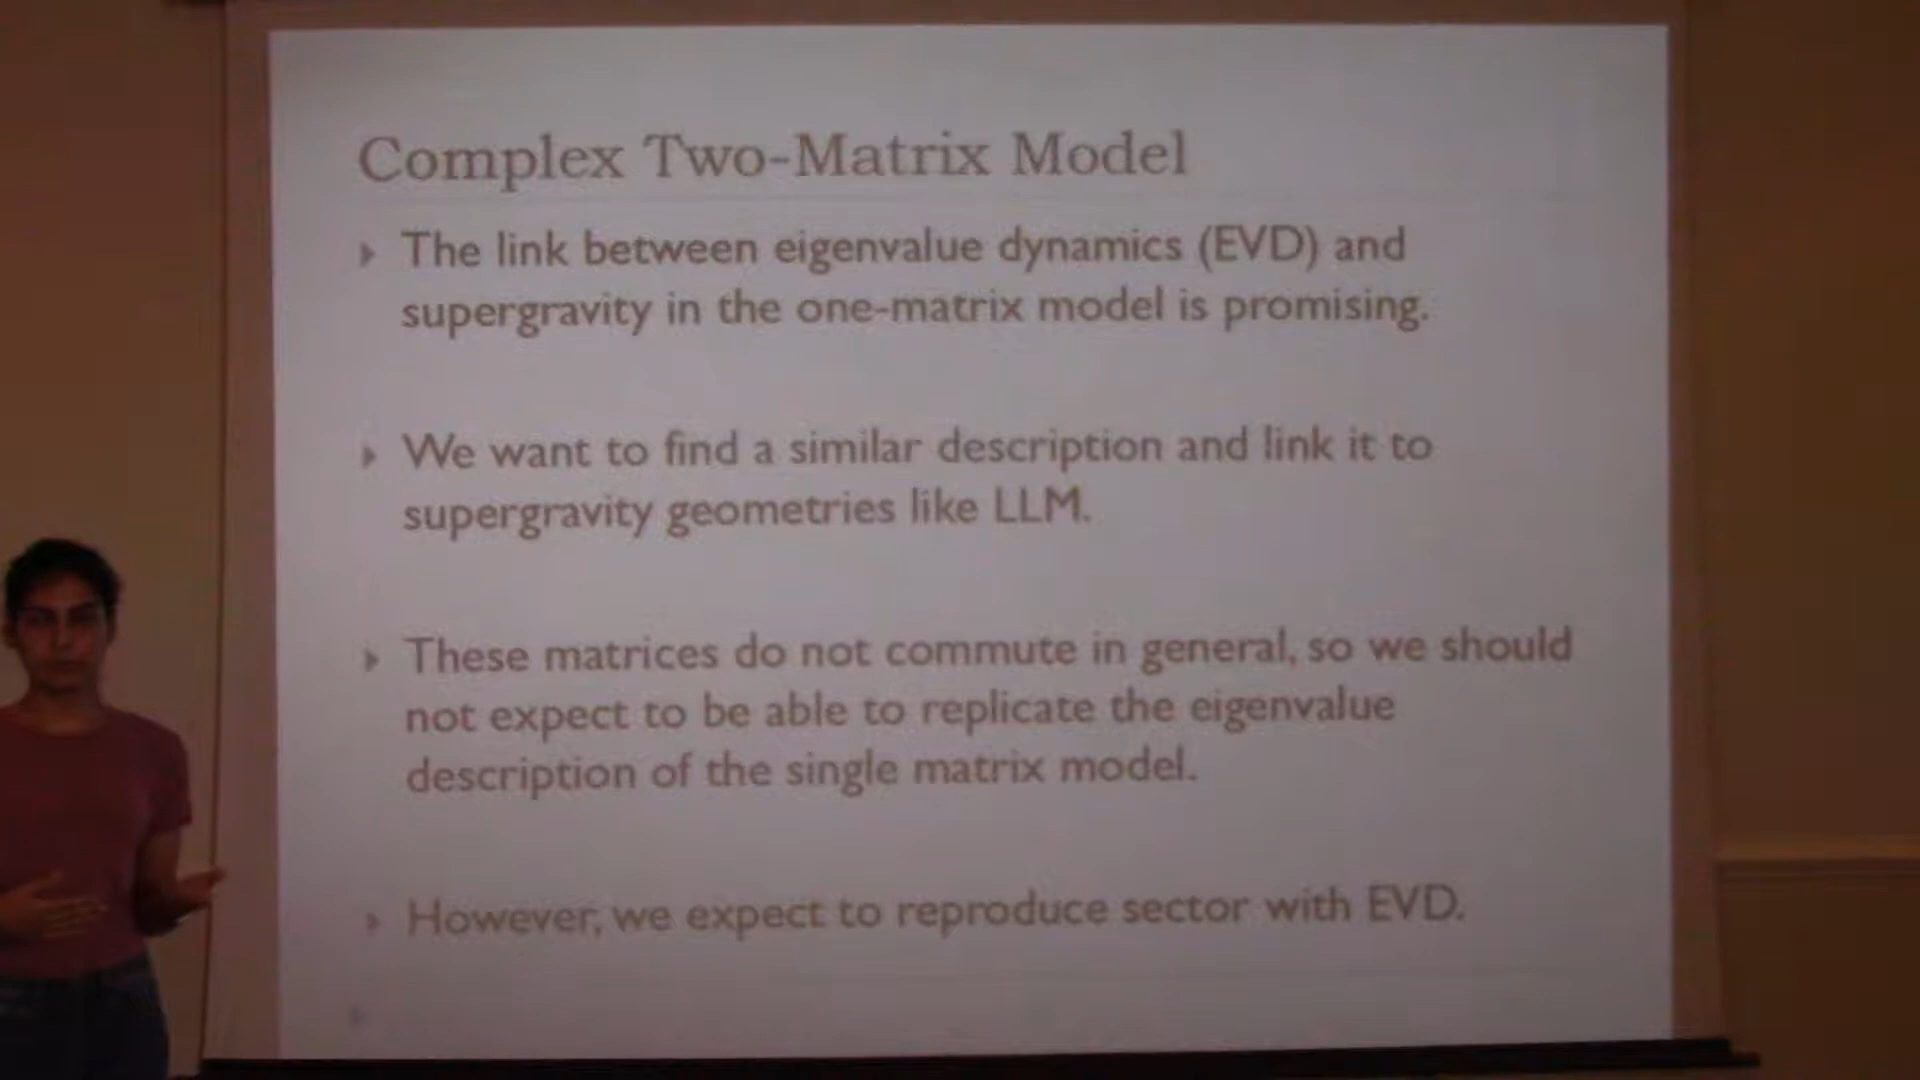 Complex Two-Matrix Model
The link between eigenvalue dynamics (EVD) and
supergravity in the one-matrix model is promising.
We want to find a similar description and link it to
supergravity geometries like LLM.
These matrices do not commute in general, so we should
not expect to be able to replicate the eigenvalue
description of the single matrix model.
However, we expect to reproduce sector with EVD.